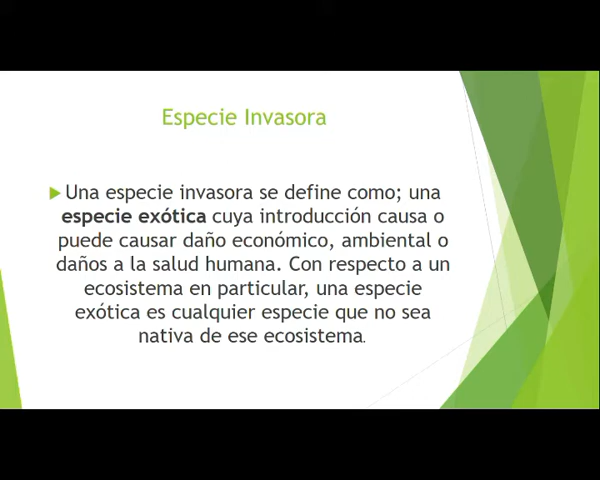 Especie Invasora
Una especie invasora se define como; una
especie exótica cuya introducción causa o
puede causar daño económico, ambiental o
daños a la salud humana. Con respecto a un
ecosistema en particular, una especie
exótica es cualquier especie que no sea
nativa de ese ecosistema.